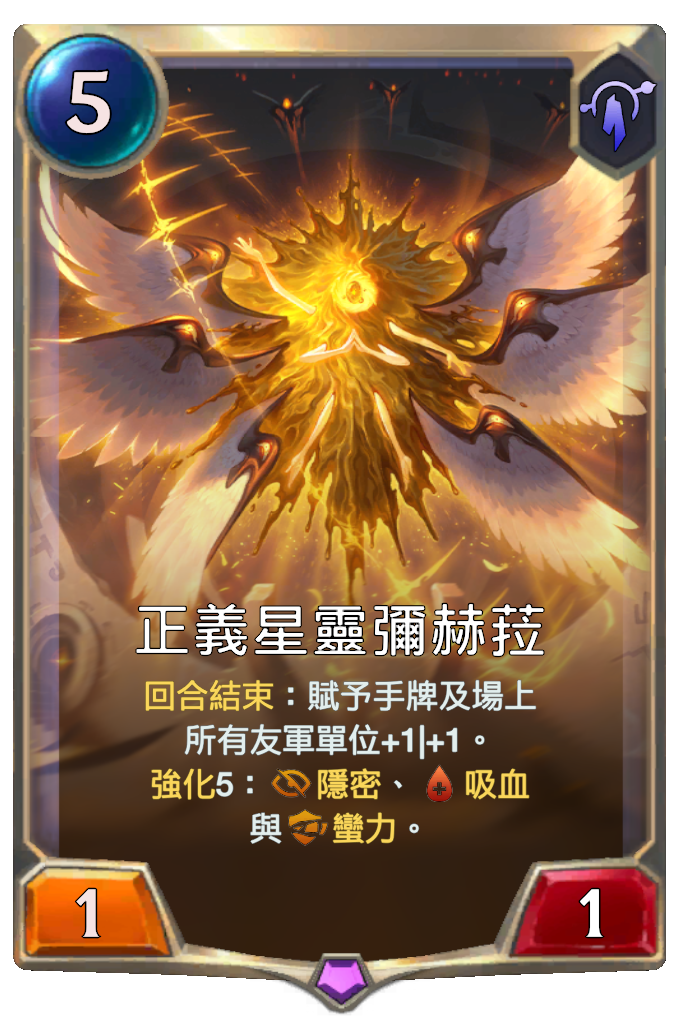 5
正義星靈彌赫菈
回合結束：賦予手牌及場上
所有友軍單位+1|+1。
強化5：隱密、吸血
與蠻力。
1
1